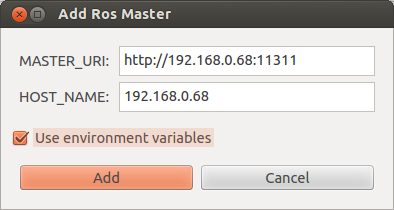 Add Ros Master
MASTER_URI: http://192.168.0.68:11311
HOST_NAME: 192.168.0.68
Use environment variables
Add Cancel